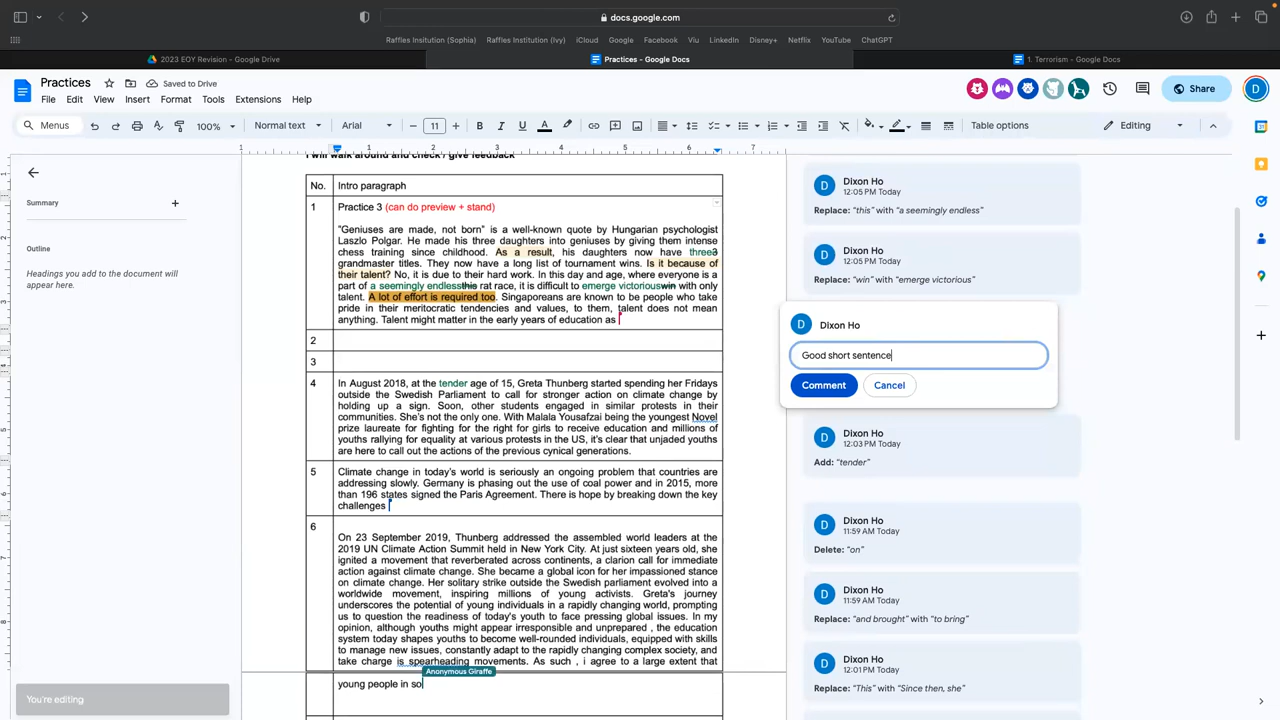 docs.google.com
Raffles Insitution (Sophia) Raffles Institution (Ivy) iCloud Google Facebook Viu LinkedIn Disney+ Netflix YouTube ChatGPT
2023 EOY Revision - Google Drive
Practices - Google Docs
1. Terrorism - Google Docs
Practices
Saved to Drive
File Edit View Insert Format Tools Extensions Help
Share
D
Menus
100%
Normal text
Arial
11
Table options
Editing
1 1 2 3 4 5 6 7
Summary
Outline
Headings you add to the document will
appear here.
You're editing
I will walk around and check / give feedback
No. Intro paragraph
1 Practice 3 (can do preview + stand)
"Geniuses are made, not born" is a well-known quote by Hungarian psychologist
Laszlo Polgar. He made his three daughters into geniuses by giving them intense
chess training since childhood. As a result, his daughters now have three3
grandmaster titles. They now have a long list of tournament wins. Is it because of
their talent? No, it is due to their hard work. In this day and age, where everyone is a
part of a seemingly endlessthis rat race, it is difficult to emerge victoriouswin with only
talent. A lot of effort is required too. Singaporeans are known to be people who take
pride in their meritocratic tendencies and values, to them, talent does not mean
anything. Talent might matter in the early years of education as
2
3
4 In August 2018, at the tender age of 15, Greta Thunberg started spending her Fridays
outside the Swedish Parliament to call for stronger action on climate change by
holding up a sign. Soon, other students engaged in similar protests in their
communities. She's not the only one. With Malala Yousafzai being the youngest Novel
prize laureate for fighting for the right for girls to receive education and millions of
youths rallying for equality at various protests in the US, it's clear that unjaded youths
are here to call out the actions of the previous cynical generations.
5 Climate change in today's world is seriously an ongoing problem that countries are
addressing slowly. Germany is phasing out the use of coal power and in 2015, more
than 196 states signed the Paris Agreement. There is hope by breaking down the key
challenges
6
On 23 September 2019, Thunberg addressed the assembled world leaders at the
2019 UN Climate Action Summit held in New York City. At just sixteen years old, she
ignited a movement that reverberated across continents, a clarion call for immediate
action against climate change. She became a global icon for her impassioned stance
on climate change. Her solitary strike outside the Swedish parliament evolved into a
worldwide movement, inspiring millions of young activists. Greta's journey
underscores the potential of young individuals in a rapidly changing world, prompting
us to question the readiness of today's youth to face pressing global issues. In my
opinion, although youths might appear irresponsible and unprepared , the education
system today shapes youths to become well-rounded individuals, equipped with skills
to manage new issues, constantly adapt to the rapidly changing complex society, and
take charge is spearheading movements. As such , i agree to a large extent that
Anonymous Giraffe
young people in so
D
Dixon Ho
12:05 PM Today
Replace: "this" with "a seemingly endless"
D
Dixon Ho
12:05 PM Today
Replace: "win" with "emerge victorious"
D
Dixon Ho
Good short sentence
Comment Cancel
D
Dixon Ho
12:03 PM Today
Add: "tender"
D
Dixon Ho
11:59 AM Today
Delete: "on"
D
Dixon Ho
11:59 AM Today
Replace: "and brought" with "to bring"
D
Dixon Ho
12:01 PM Today
Replace: "This" with "Since then, she"